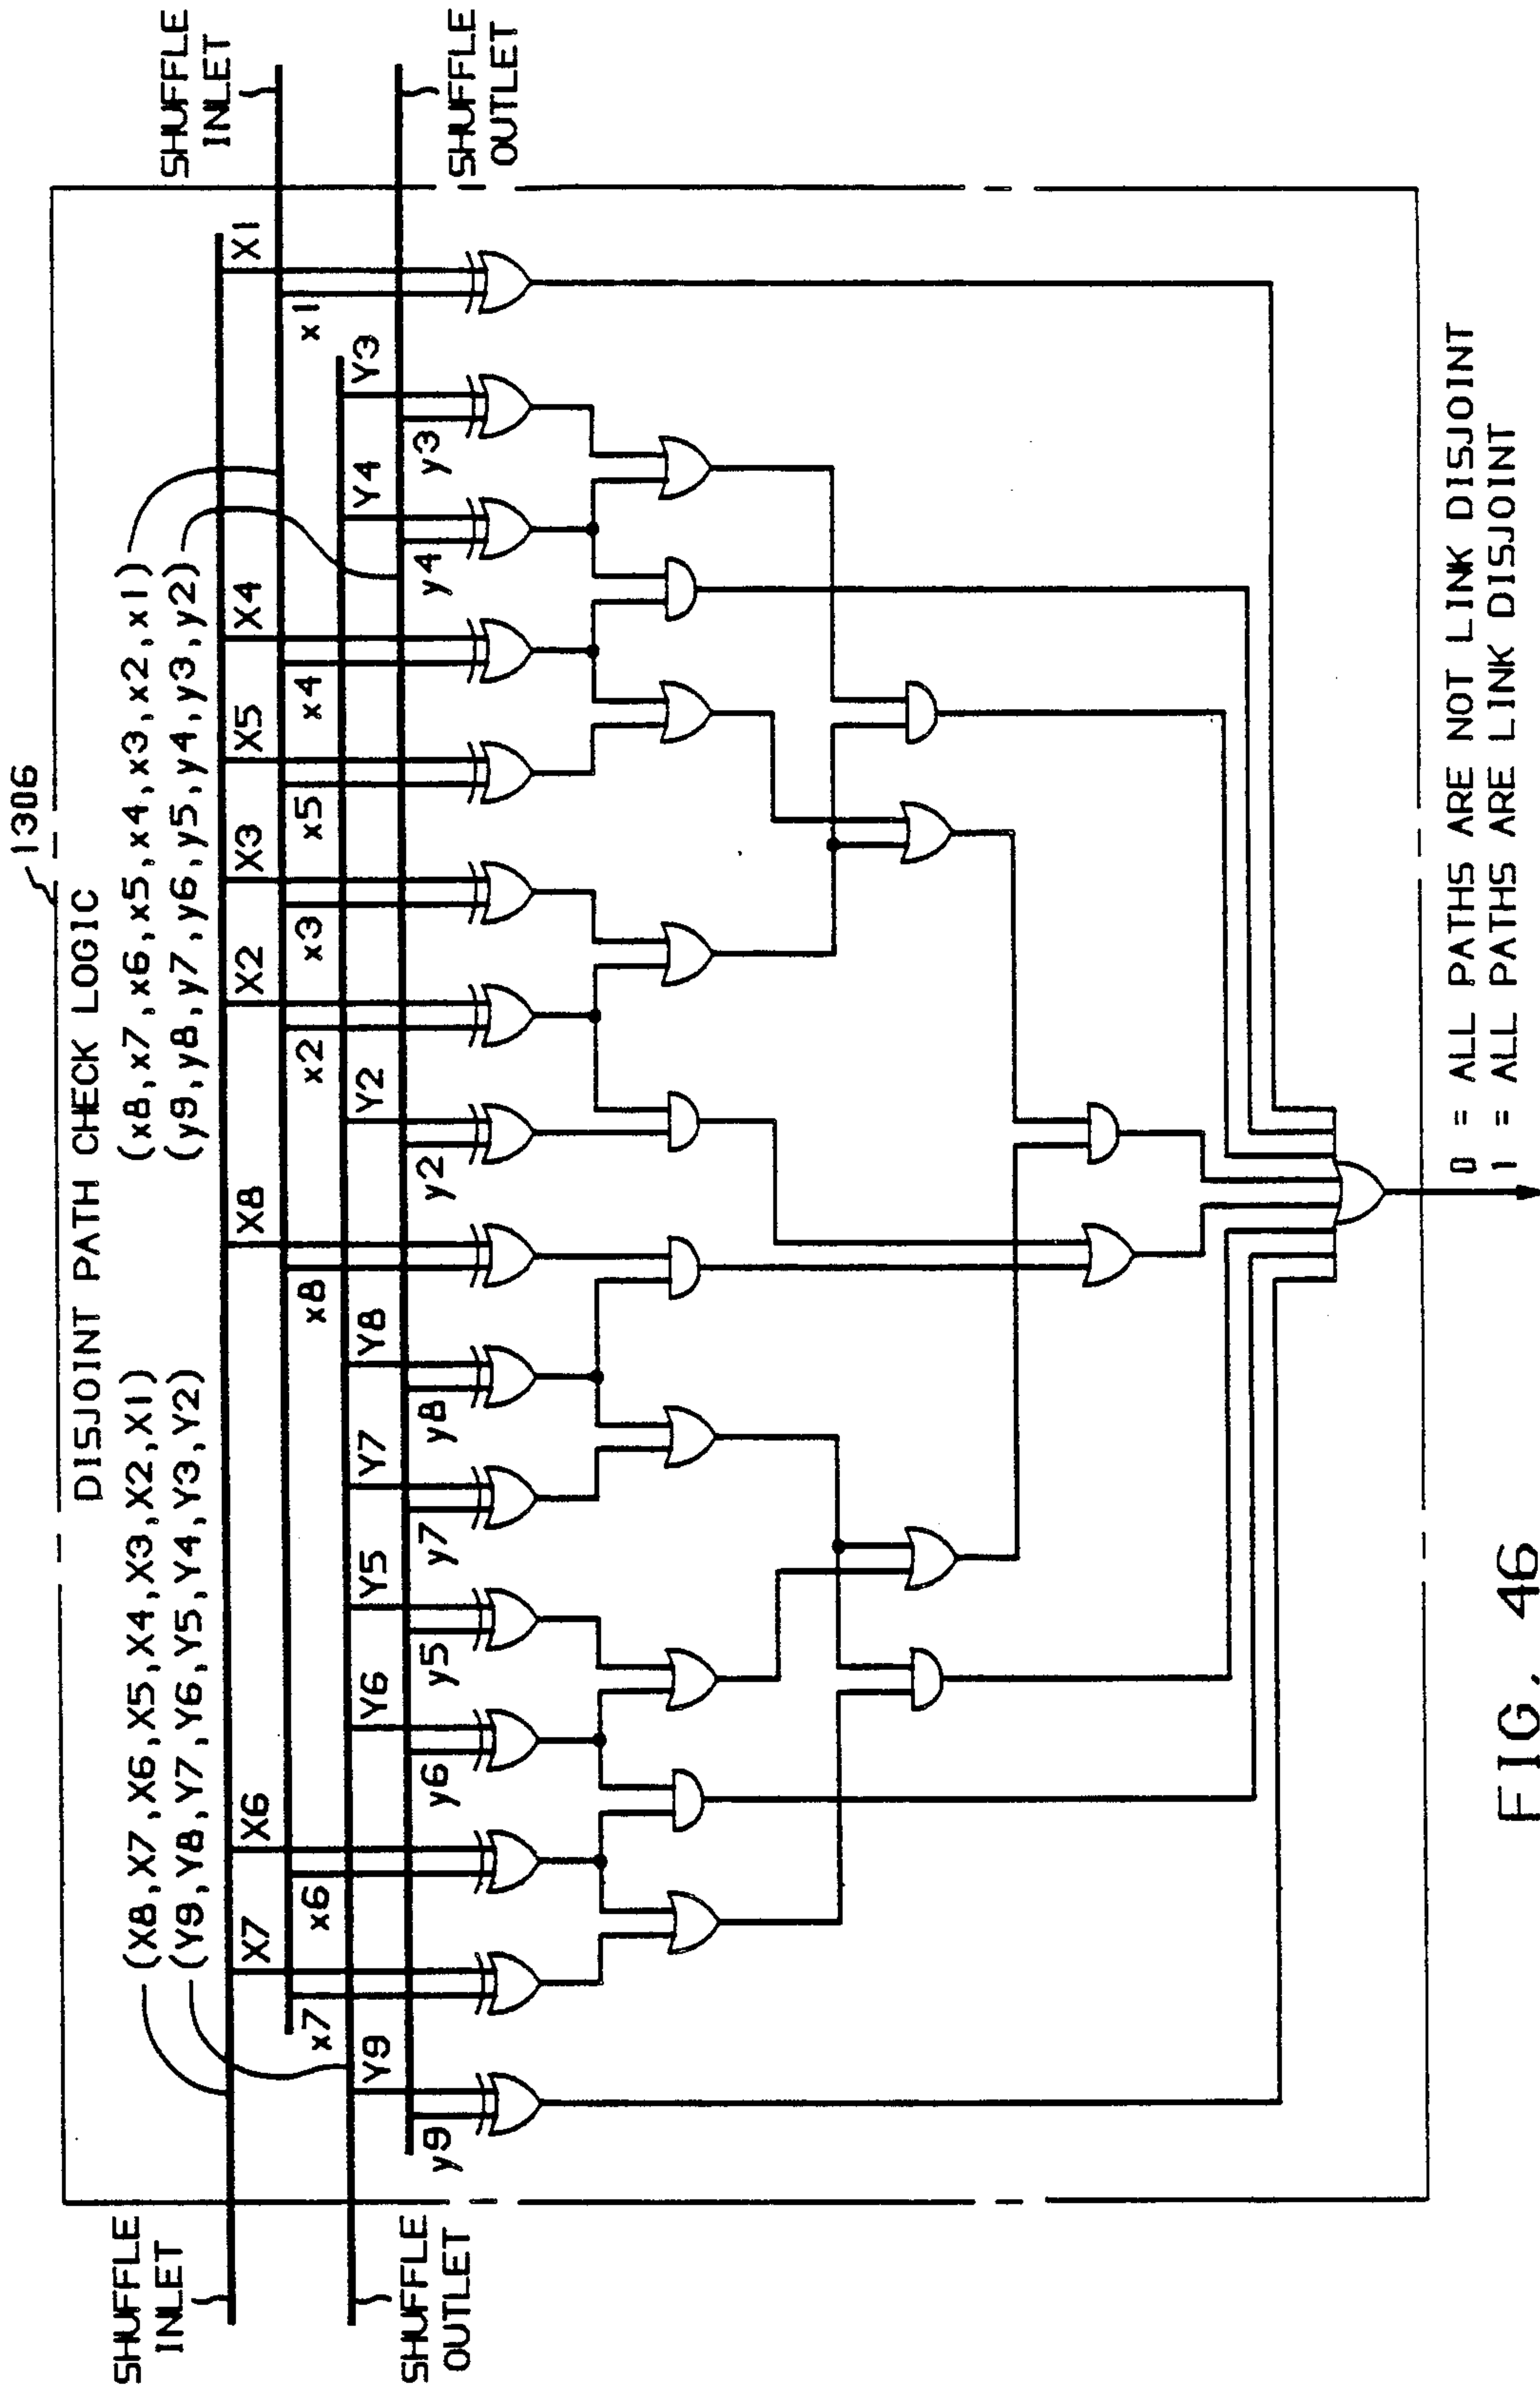 1306
DISJOINT PATH CHECK LOGIC
SHUFFLE
INLET
(X8,X7,X6,X5,X4,X3,X2,X1)
(Y9,Y8,Y7,Y6,Y5,Y4,Y3,Y2)
(x8,x7,x6,x5,x4,x3,x2,x1)
(y9,y8,y7,y6,y5,y4,y3,y2)
SHUFFLE
INLET
X7 X6 X8 X2 X3 X5 X4 X1
x7 x6 x8 x2 x3 x5 x4 x1
Y9 Y6 Y5 Y7 Y8 Y2 Y4 Y3
y9 y6 y5 y7 y8 y2 y4 y3
SHUFFLE
OUTLET
SHUFFLE
OUTLET
0 = ALL PATHS ARE NOT LINK DISJOINT
1 = ALL PATHS ARE LINK DISJOINT
FIG. 46